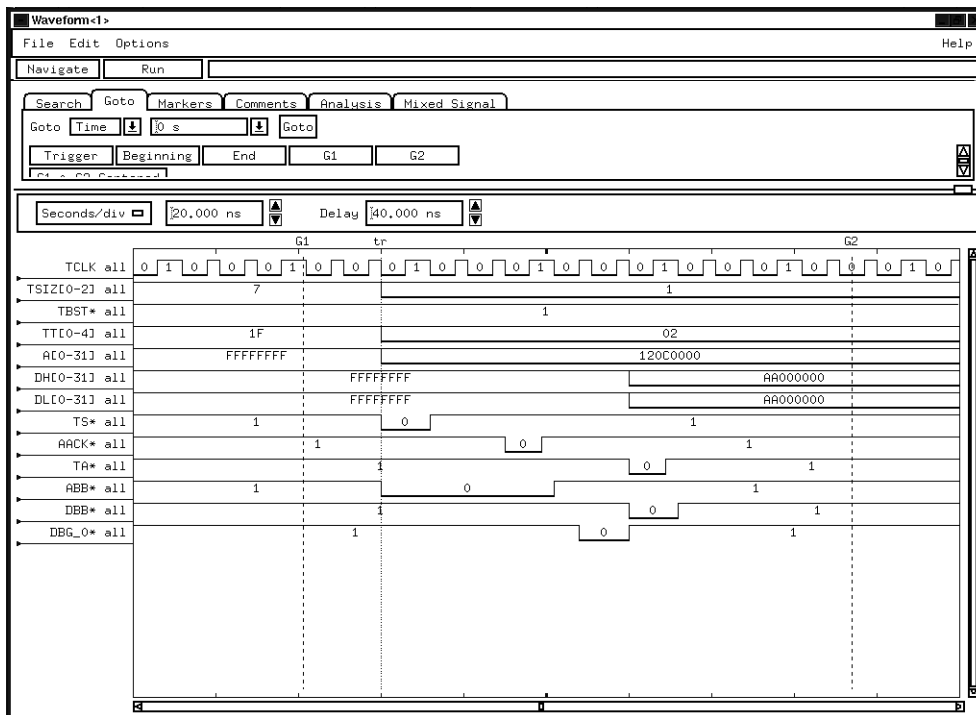 Waveform<1>
File Edit Options Help
Navigate Run
Search Goto Markers Comments Analysis Mixed Signal
Goto Time 0 s Goto
Trigger Beginning End G1 G2
Seconds/div 20.000 ns Delay 40.000 ns
G1 tr G2
TCLK all 0 1 0 0 0 1 0 0 0 1 0 0 0 1 0 0 0 1 0 0 0 1 0 0 0 1 0
TSIZ[0-2] all 7 1
TBST* all 1
TT[0-4] all 1F 02
A[0-31] all FFFFFFFF 120C0000
DH[0-31] all FFFFFFFF AA000000
DL[0-31] all FFFFFFFF AA000000
TS* all 1 0 1
AACK* all 1 0 1
TA* all 1 0 1
ABB* all 1 0 1
DBB* all 1 0 1
DBG_0* all 1 0 1